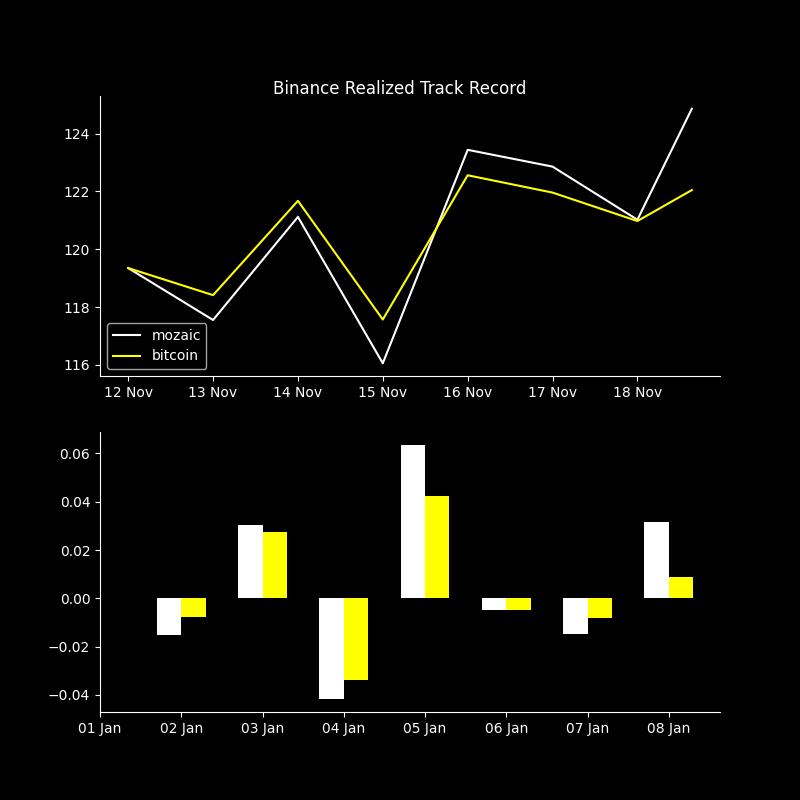 Binance Realized Track Record
124
122
120
118
116
mozaic
bitcoin
12 Nov 13 Nov 14 Nov 15 Nov 16 Nov 17 Nov 18 Nov
0.06
0.04
0.02
0.00
−0.02
−0.04
01 Jan 02 Jan 03 Jan 04 Jan 05 Jan 06 Jan 07 Jan 08 Jan